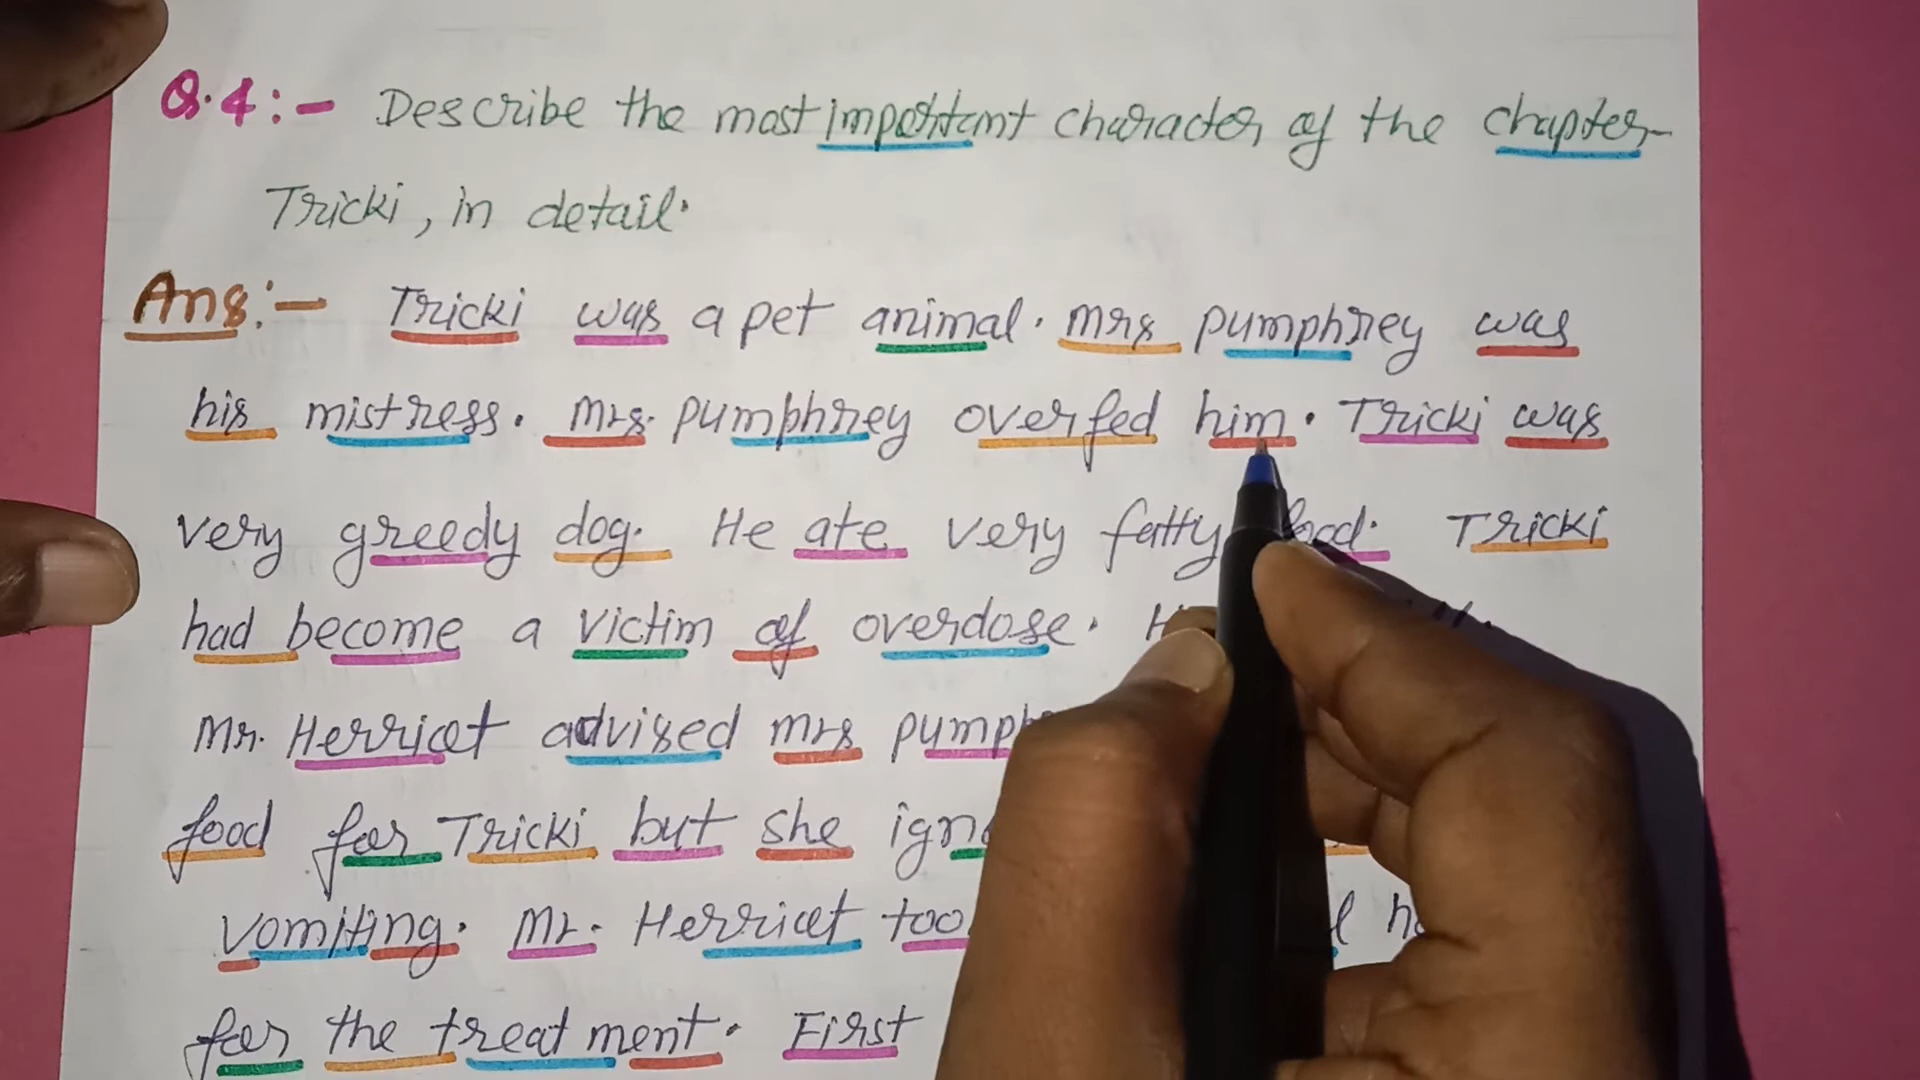 Q.4:- Describe the most important character of the chapter-
Tricki, in detail.
Ans:- Tricki was a pet animal. Mrs pumphrey was
his mistress. Mrs. pumphrey overfed him. Tricki was
very greedy dog. He ate very fatty food. Tricki
had become a victim of overdose.
Mr. Herriot advised Mrs
food for Tricki but she
vomiting. Mr. Herriot
for the treatment. First